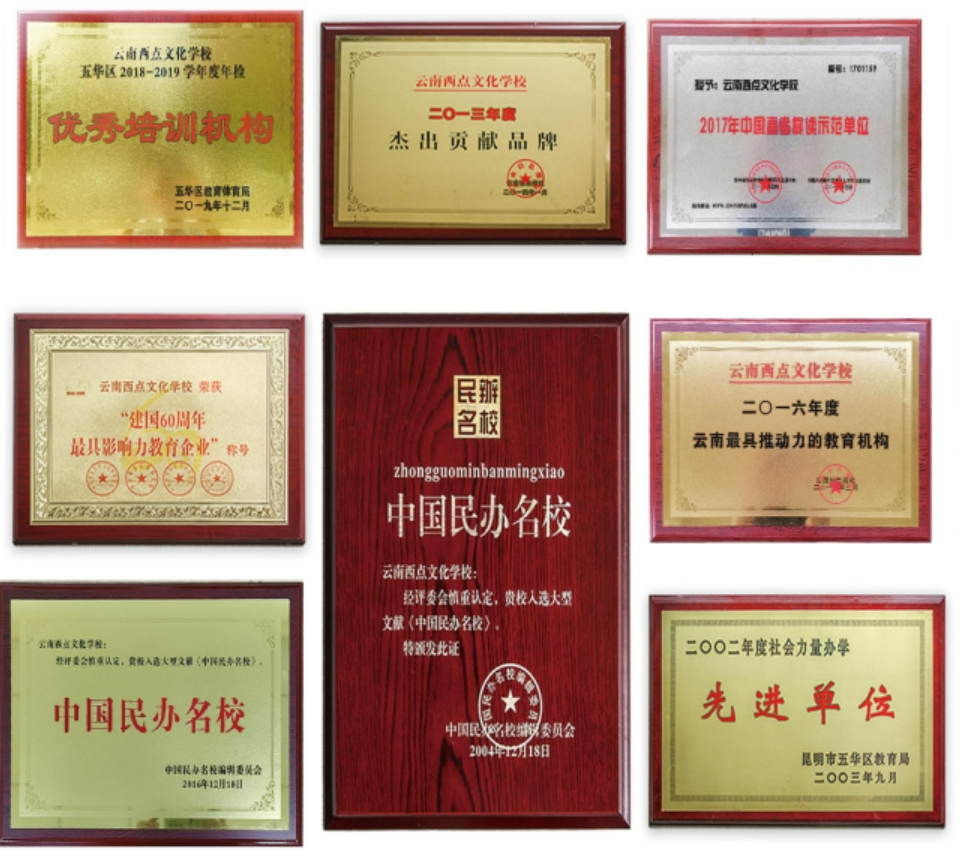 云南西点文化学校
五华区2018-2019学年度年检
优秀培训机构
五华区教育体育局
二〇一九年十二月
云南西点文化学校
二〇一三年度
杰出贡献品牌
编号:1701159
授予:云南西点文化学院
2017年中国
示范单位
云南西点文化学校 荣获
“建国60周年
最具影响力教育企业”称号
民办
名校
zhongguominbanmingxiao
中国民办名校
云南西点文化学校:
经评委会慎重认定,贵校入选大型
文献《中国民办名校》。
特颁发此证
中国民办名校编辑委员会
2004年12月18日
云南西点文化学校
二〇一六年度
云南最具推动力的教育机构
云南西点文化学校:
经评委会慎重认定,贵校入选大型文献《中国民办名校》。
中国民办名校
中国民办名校编辑委员会
2016年12月18日
二〇〇二年度社会力量办学
先进单位
昆明市五华区教育局
二〇〇三年九月